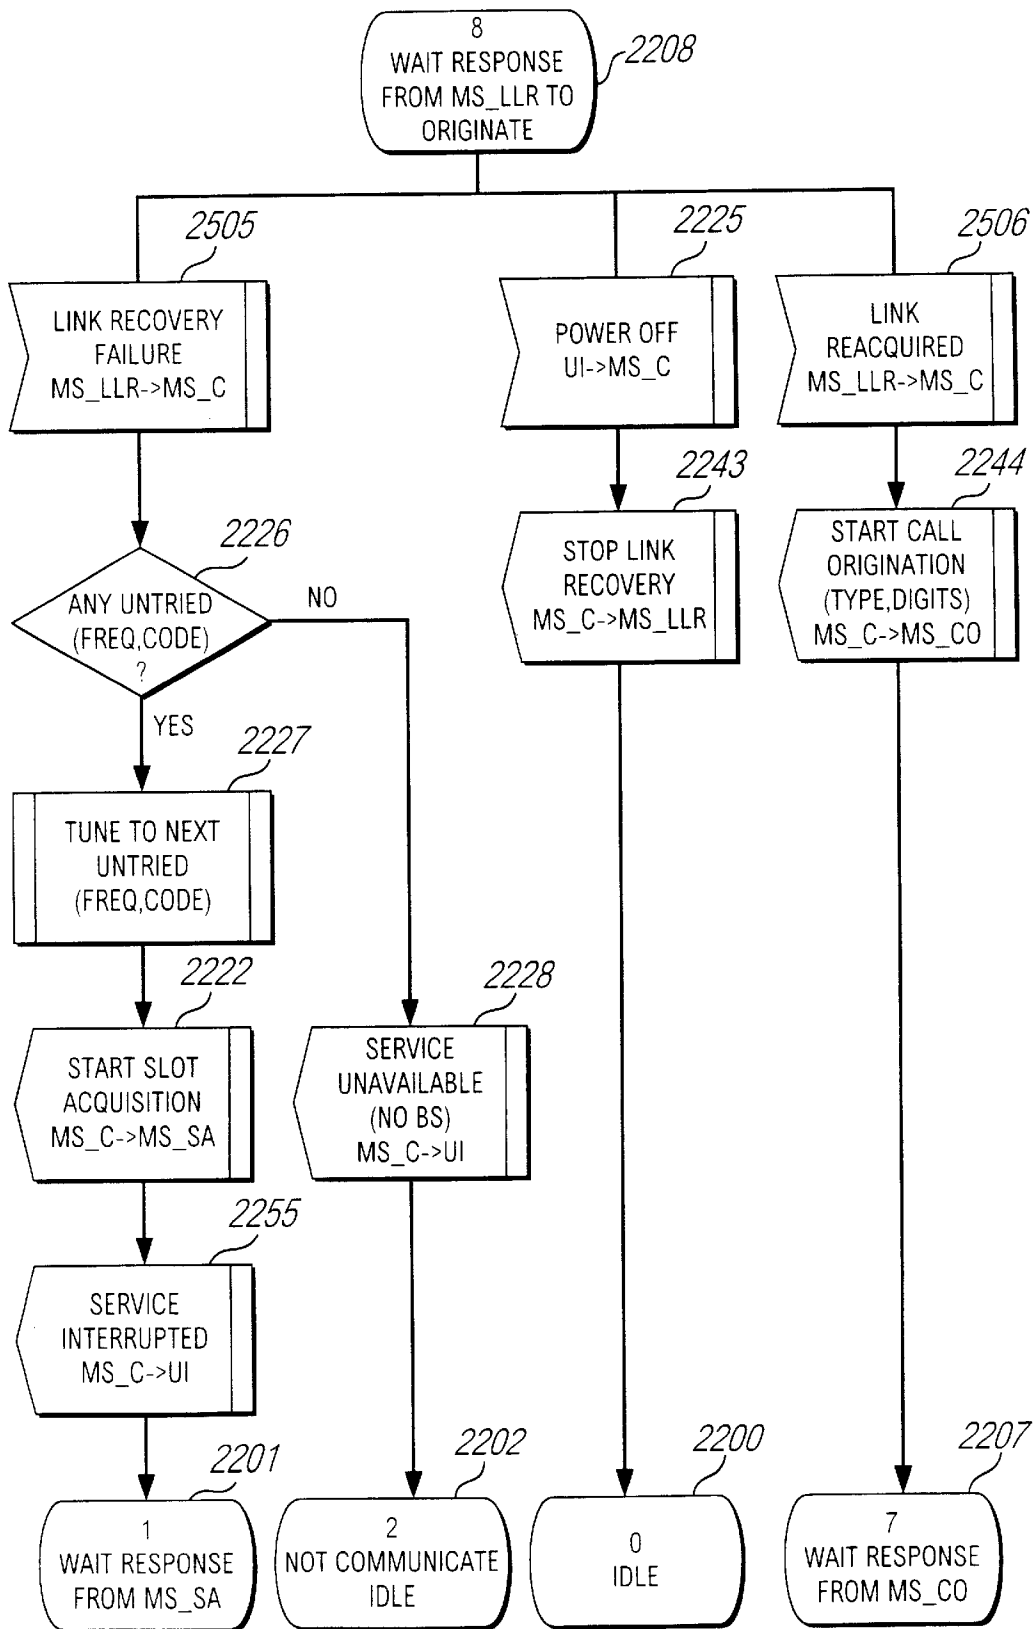 8
WAIT RESPONSE
FROM MS_LLR TO
ORIGINATE
2208
2505
LINK RECOVERY
FAILURE
MS_LLR->MS_C
2225
POWER OFF
UI->MS_C
2506
LINK
REACQUIRED
MS_LLR->MS_C
2226
ANY UNTRIED
(FREQ,CODE)
?
NO
YES
2243
STOP LINK
RECOVERY
MS_C->MS_LLR
2244
START CALL
ORIGINATION
(TYPE,DIGITS)
MS_C->MS_CO
2227
TUNE TO NEXT
UNTRIED
(FREQ,CODE)
2222
START SLOT
ACQUISITION
MS_C->MS_SA
2228
SERVICE
UNAVAILABLE
(NO BS)
MS_C->UI
2255
SERVICE
INTERRUPTED
MS_C->UI
2201
1
WAIT RESPONSE
FROM MS_SA
2202
2
NOT COMMUNICATE
IDLE
2200
0
IDLE
2207
7
WAIT RESPONSE
FROM MS_CO